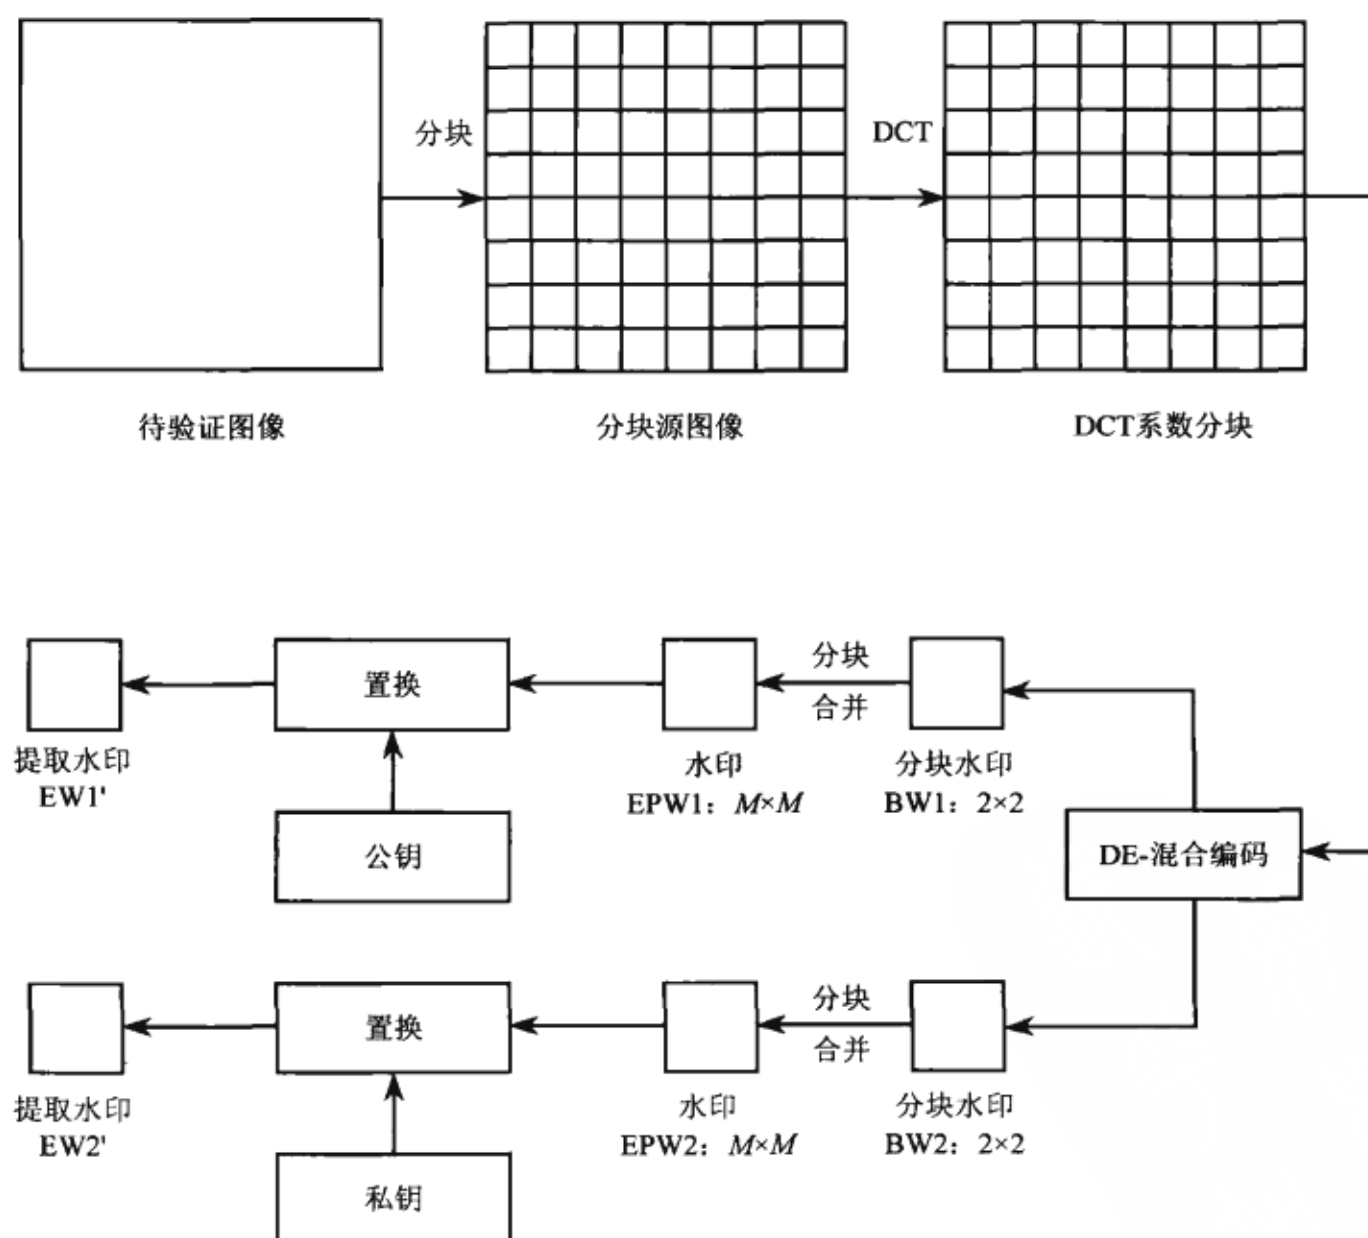 分块
DCT
待验证图像
分块源图像
DCT系数分块
分块
合并
置换
提取水印
EW1'
水印
EPW1：M×M
分块水印
BW1：2×2
公钥
DE-混合编码
分块
合并
置换
提取水印
EW2'
水印
EPW2：M×M
分块水印
BW2：2×2
私钥